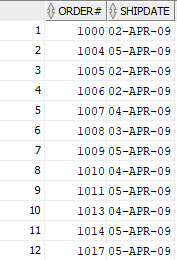 ORDER# SHIPDATE
1 1000 02-APR-09
2 1004 05-APR-09
3 1005 02-APR-09
4 1006 02-APR-09
5 1007 04-APR-09
6 1008 03-APR-09
7 1009 05-APR-09
8 1010 04-APR-09
9 1011 05-APR-09
10 1013 04-APR-09
11 1014 05-APR-09
12 1017 05-APR-09